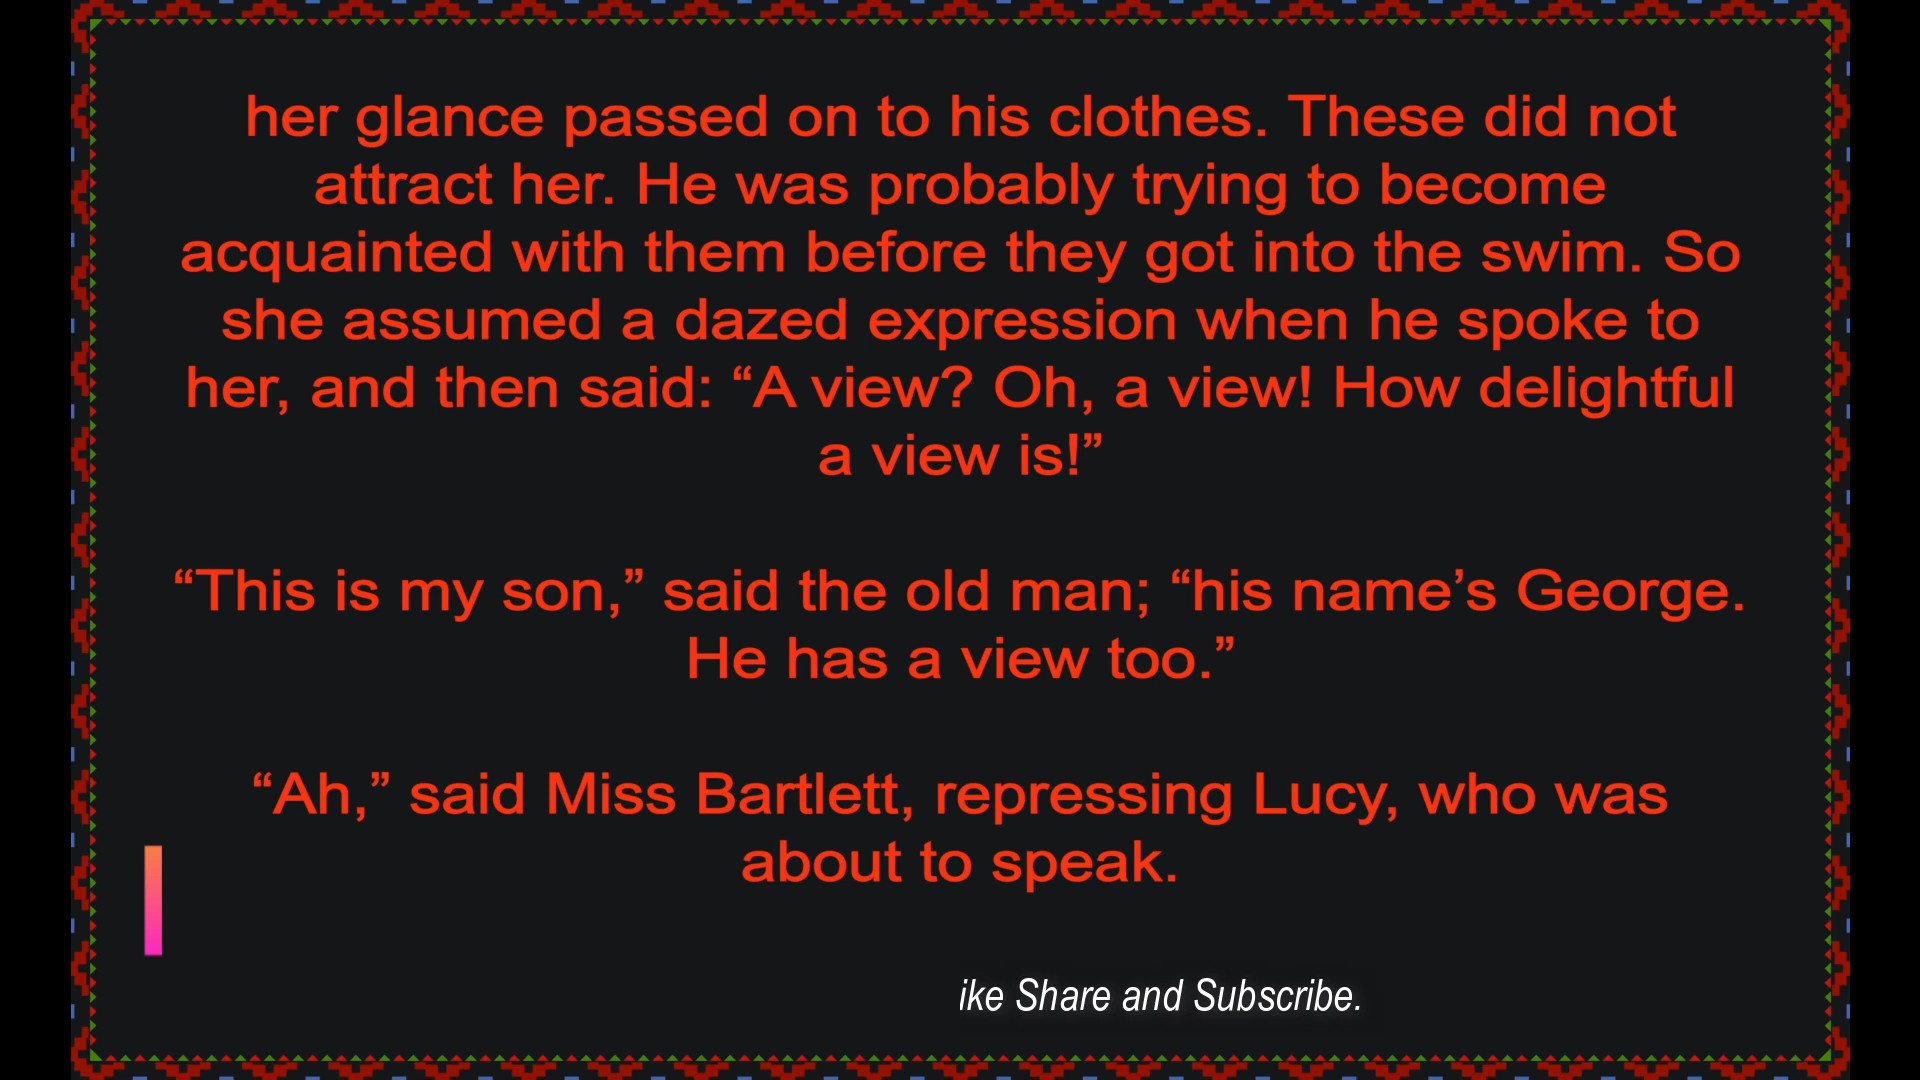 her glance passed on to his clothes. These did not
attract her. He was probably trying to become
acquainted with them before they got into the swim. So
she assumed a dazed expression when he spoke to
her, and then said: “A view? Oh, a view! How delightful
a view is!”
“This is my son,” said the old man; “his name’s George.
He has a view too.”
“Ah,” said Miss Bartlett, repressing Lucy, who was
about to speak.
ike Share and Subscribe.